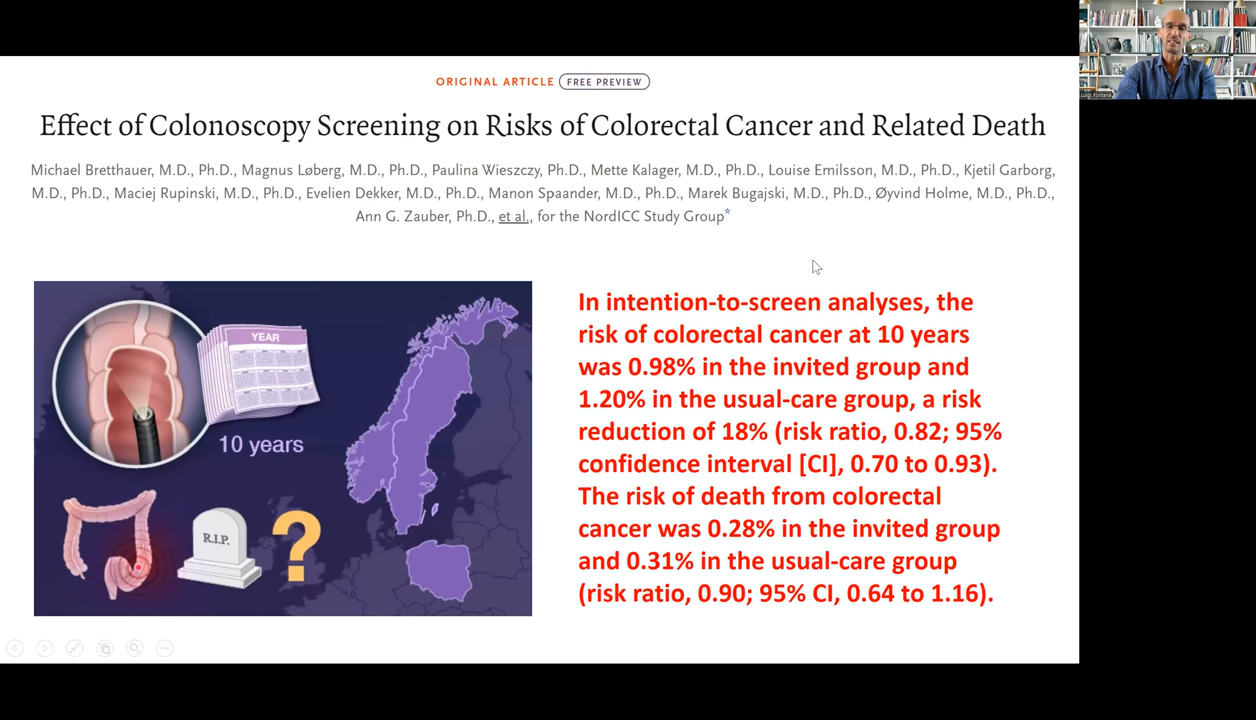 ORIGINAL ARTICLE FREE PREVIEW
Effect of Colonoscopy Screening on Risks of Colorectal Cancer and Related Death
Michael Bretthauer, M.D., Ph.D., Magnus Løberg, M.D., Ph.D., Paulina Wieszczy, Ph.D., Mette Kalager, M.D., Ph.D., Louise Emilsson, M.D., Ph.D., Kjetil Garborg,
M.D., Ph.D., Maciej Rupinski, M.D., Ph.D., Evelien Dekker, M.D., Ph.D., Manon Spaander, M.D., Ph.D., Marek Bugajski, M.D., Ph.D., Øyvind Holme, M.D., Ph.D.,
Ann G. Zauber, Ph.D., et al., for the NordICC Study Group*
YEAR
10 years
R.I.P.
?
In intention-to-screen analyses, the
risk of colorectal cancer at 10 years
was 0.98% in the invited group and
1.20% in the usual-care group, a risk
reduction of 18% (risk ratio, 0.82; 95%
confidence interval [CI], 0.70 to 0.93).
The risk of death from colorectal
cancer was 0.28% in the invited group
and 0.31% in the usual-care group
(risk ratio, 0.90; 95% CI, 0.64 to 1.16).
Luigi Fontana